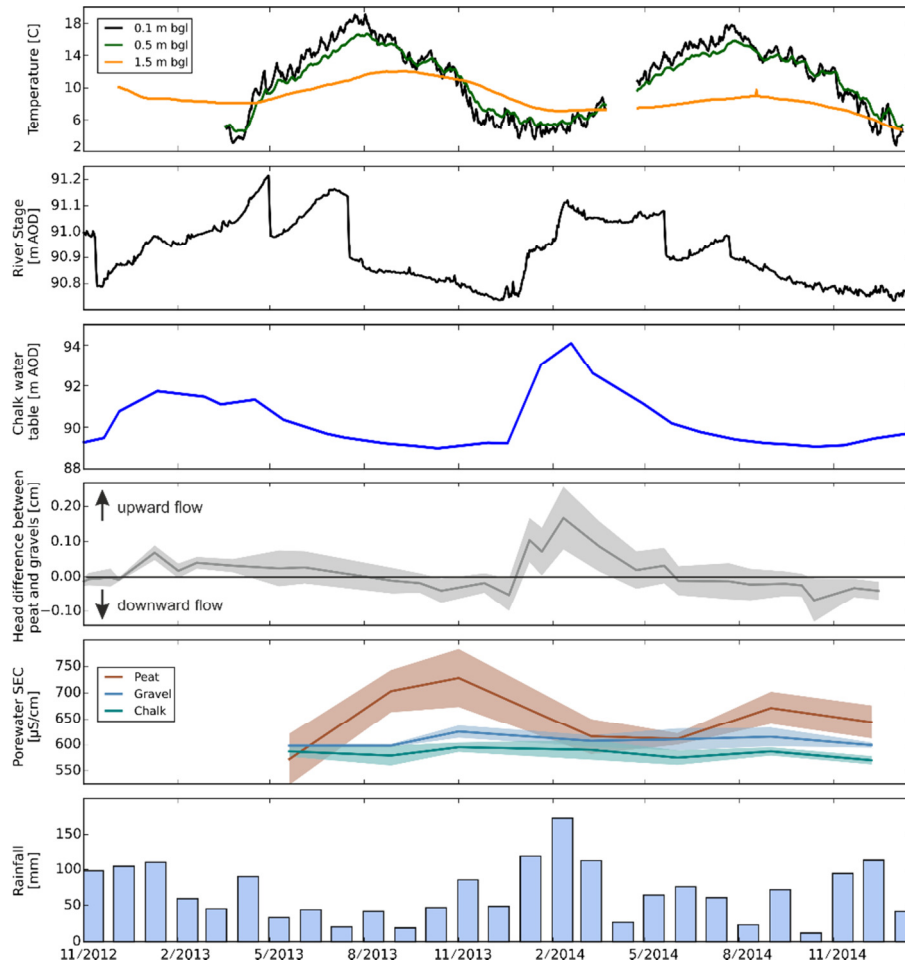 Temperature [C]
18
14
10
6
2
0.1 m bgl
0.5 m bgl
1.5 m bgl
River Stage
[m AOD]
91.2
91.1
91.0
90.9
90.8
Chalk water
table [m AOD]
94
92
90
88
Head difference between
peat and gravels [cm]
0.20
0.10
0.00
−0.10
upward flow
downward flow
Porewater SEC
[µS/cm]
750
700
650
600
550
Peat
Gravel
Chalk
Rainfall
[mm]
150
100
50
0
11/2012 2/2013 5/2013 8/2013 11/2013 2/2014 5/2014 8/2014 11/2014